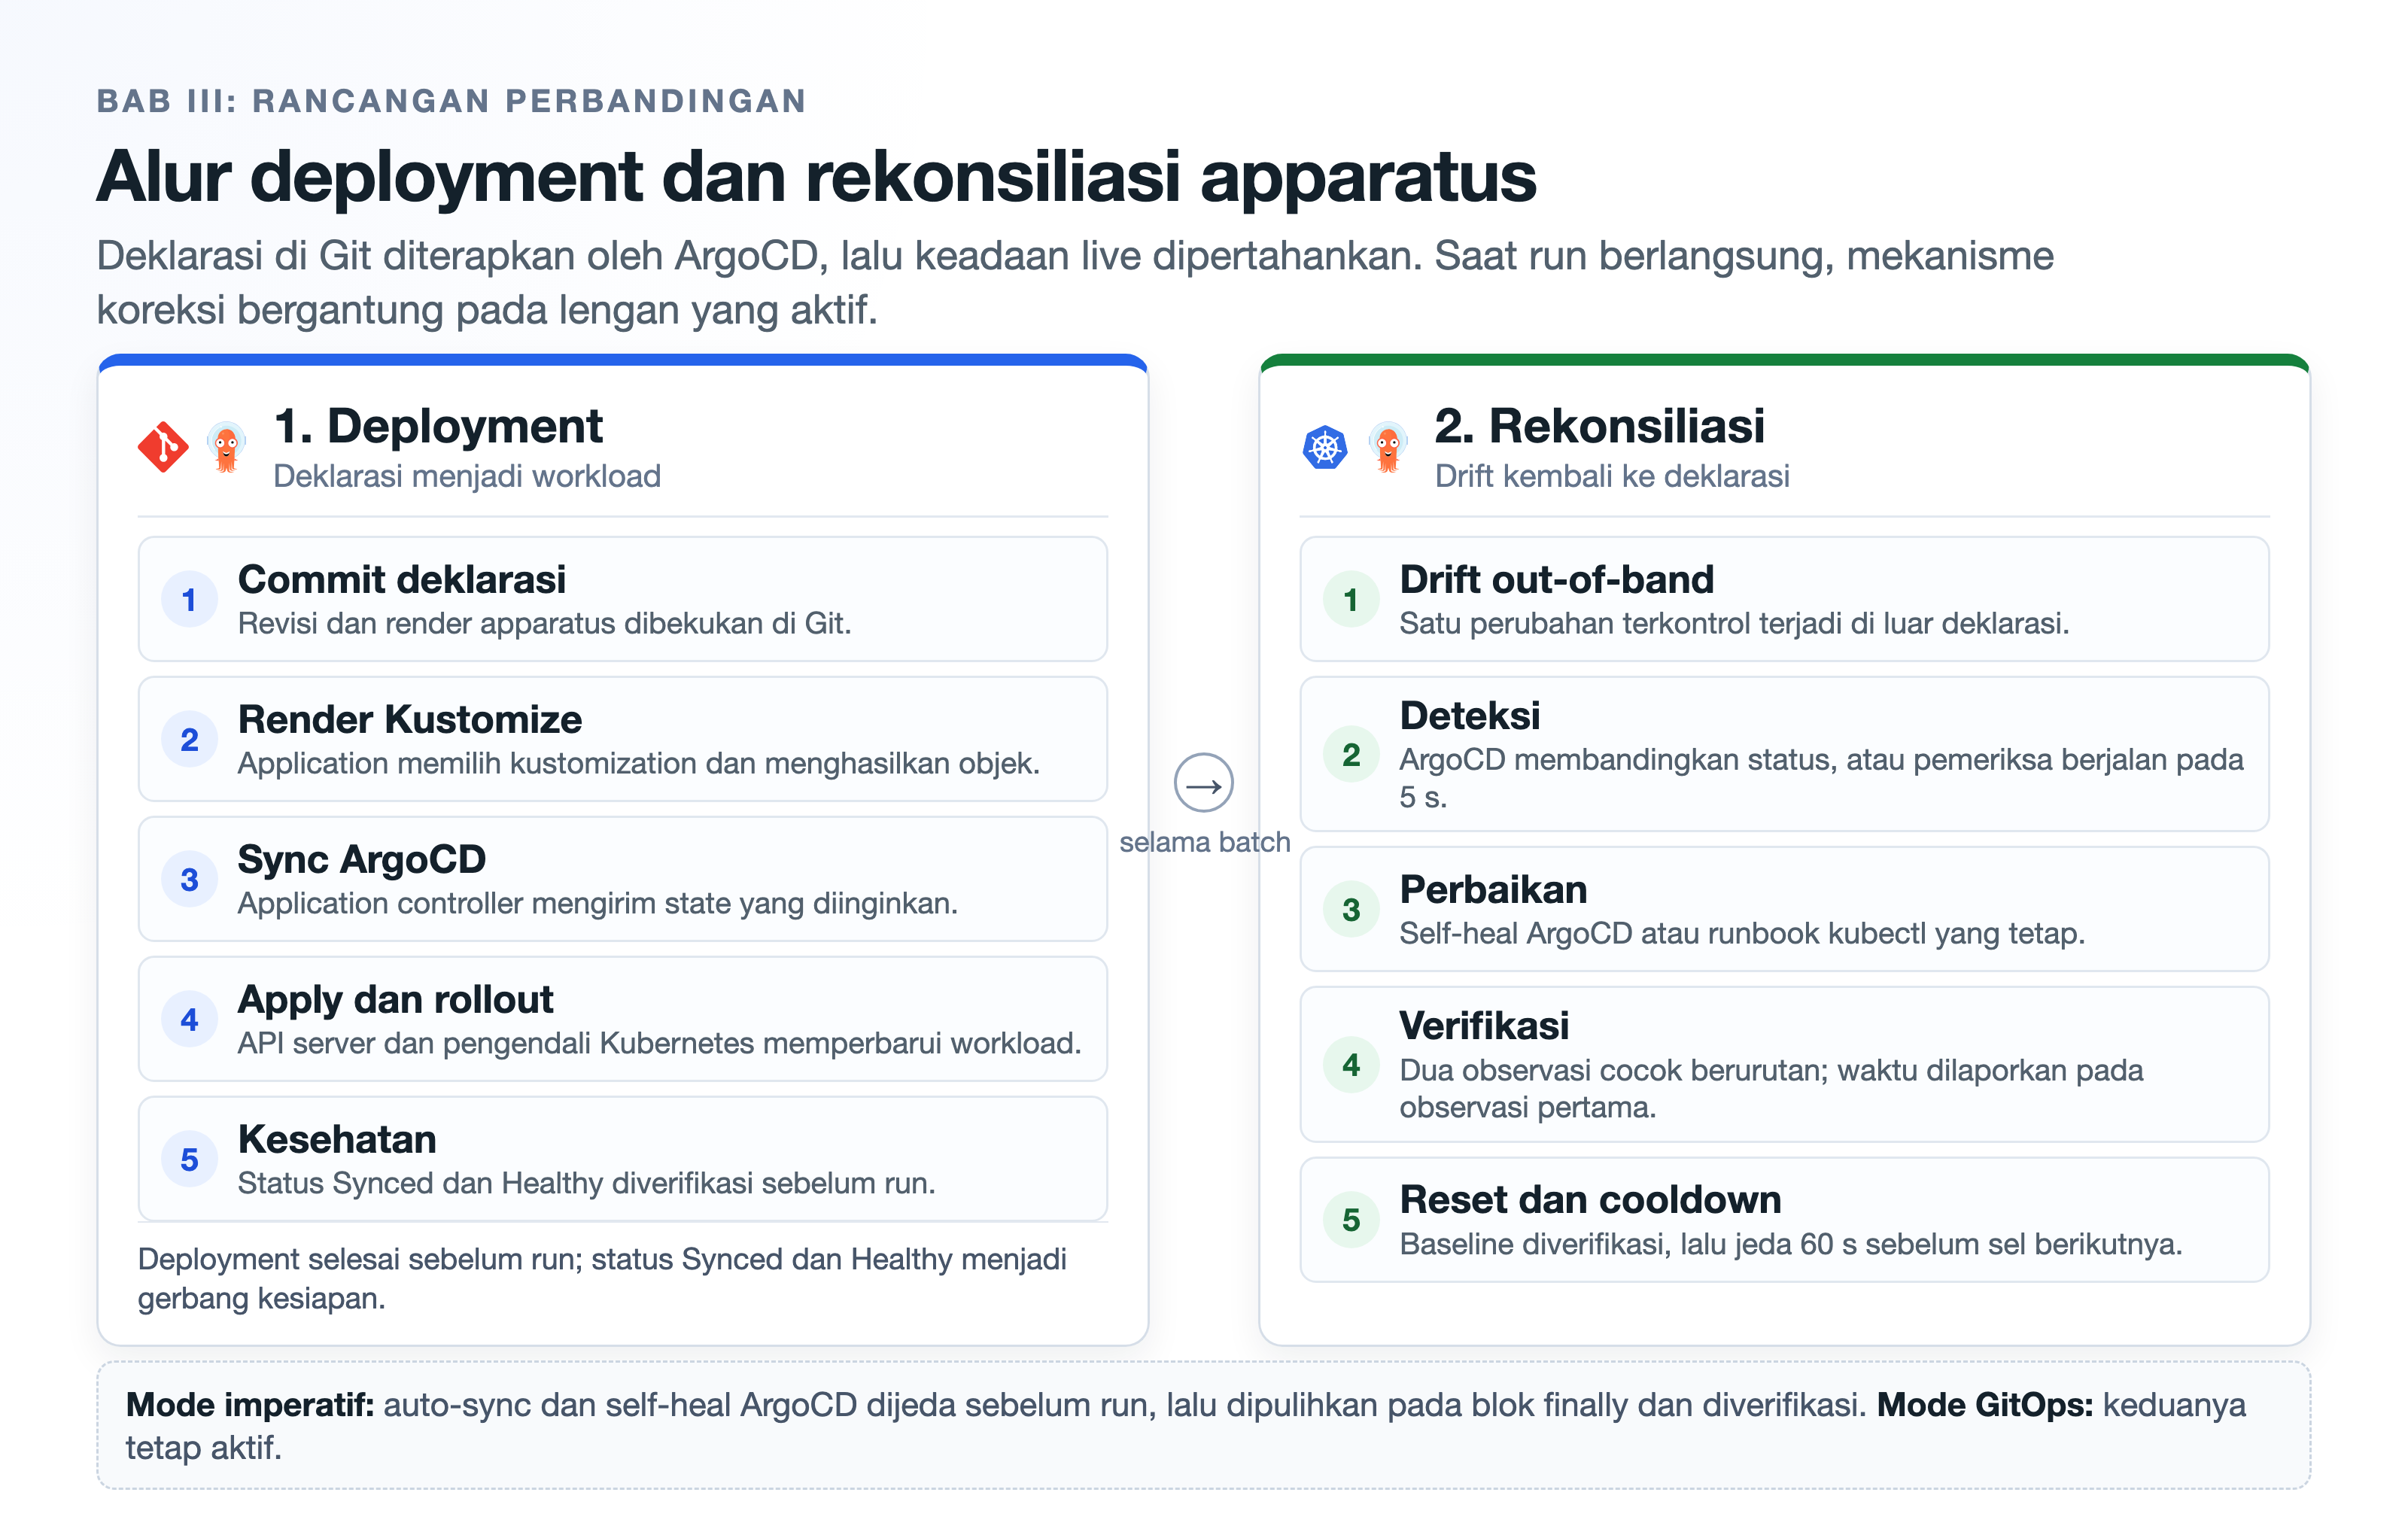 BAB III: RANCANGAN PERBANDINGAN
Alur deployment dan rekonsiliasi apparatus
Deklarasi di Git diterapkan oleh ArgoCD, lalu keadaan live dipertahankan. Saat run berlangsung, mekanisme
koreksi bergantung pada lengan yang aktif.
1. Deployment
Deklarasi menjadi workload
1
Commit deklarasi
Revisi dan render apparatus dibekukan di Git.
2
Render Kustomize
Application memilih kustomization dan menghasilkan objek.
3
Sync ArgoCD
Application controller mengirim state yang diinginkan.
4
Apply dan rollout
API server dan pengendali Kubernetes memperbarui workload.
5
Kesehatan
Status Synced dan Healthy diverifikasi sebelum run.
Deployment selesai sebelum run; status Synced dan Healthy menjadi
gerbang kesiapan.
→
selama batch
2. Rekonsiliasi
Drift kembali ke deklarasi
1
Drift out-of-band
Satu perubahan terkontrol terjadi di luar deklarasi.
2
Deteksi
ArgoCD membandingkan status, atau pemeriksa berjalan pada
5 s.
3
Perbaikan
Self-heal ArgoCD atau runbook kubectl yang tetap.
4
Verifikasi
Dua observasi cocok berurutan; waktu dilaporkan pada
observasi pertama.
5
Reset dan cooldown
Baseline diverifikasi, lalu jeda 60 s sebelum sel berikutnya.
Mode imperatif: auto-sync dan self-heal ArgoCD dijeda sebelum run, lalu dipulihkan pada blok finally dan diverifikasi. Mode GitOps: keduanya
tetap aktif.